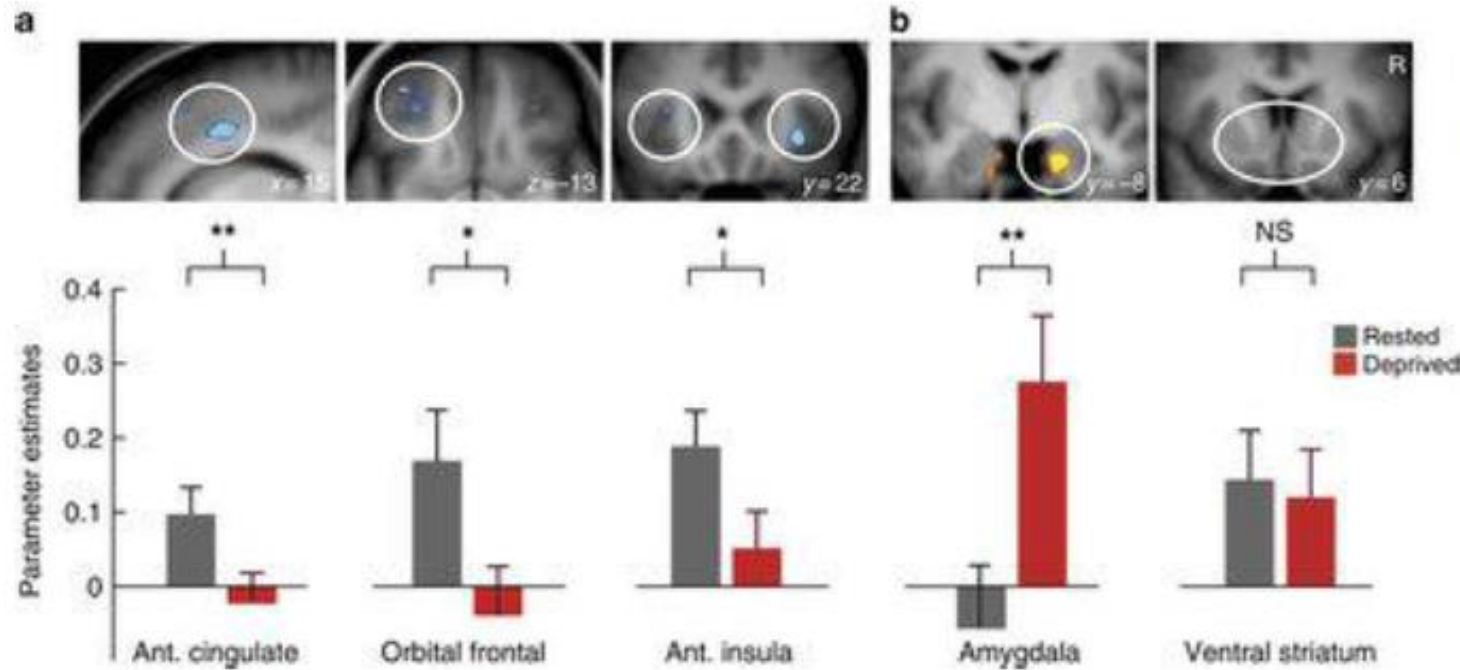 a
b
x=15
z=-13
y=22
y=-8
R
y=6
**
*
*
**
NS
0.4
0.3
0.2
0.1
0
Parameter estimates
Rested
Deprived
Ant. cingulate
Orbital frontal
Ant. insula
Amygdala
Ventral striatum